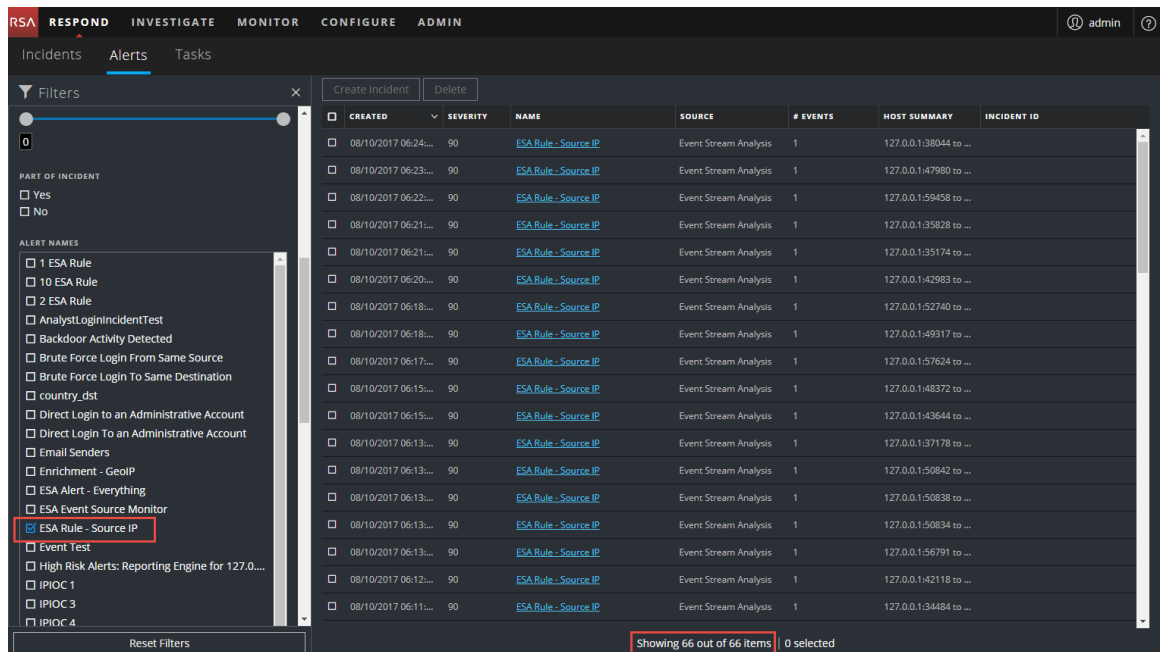 RSA RESPOND INVESTIGATE MONITOR CONFIGURE ADMIN admin ?
Incidents Alerts Tasks
Filters ×
0
PART OF INCIDENT
Yes
No
ALERT NAMES
1 ESA Rule
10 ESA Rule
2 ESA Rule
AnalystLoginIncidentTest
Backdoor Activity Detected
Brute Force Login From Same Source
Brute Force Login To Same Destination
country_dst
Direct Login to an Administrative Account
Direct Login To an Administrative Account
Email Senders
Enrichment - GeoIP
ESA Alert - Everything
ESA Event Source Monitor
ESA Rule - Source IP
Event Test
High Risk Alerts: Reporting Engine for 127.0....
IPIOC 1
IPIOC 3
IPIOC 4
Reset Filters
Create Incident Delete
CREATED SEVERITY NAME SOURCE # EVENTS HOST SUMMARY INCIDENT ID
08/10/2017 06:24:... 90 ESA Rule - Source IP Event Stream Analysis 1 127.0.0.1:38044 to ...
08/10/2017 06:23:... 90 ESA Rule - Source IP Event Stream Analysis 1 127.0.0.1:47980 to ...
08/10/2017 06:22:... 90 ESA Rule - Source IP Event Stream Analysis 1 127.0.0.1:59458 to ...
08/10/2017 06:21:... 90 ESA Rule - Source IP Event Stream Analysis 1 127.0.0.1:35828 to ...
08/10/2017 06:21:... 90 ESA Rule - Source IP Event Stream Analysis 1 127.0.0.1:35174 to ...
08/10/2017 06:20:... 90 ESA Rule - Source IP Event Stream Analysis 1 127.0.0.1:42983 to ...
08/10/2017 06:18:... 90 ESA Rule - Source IP Event Stream Analysis 1 127.0.0.1:52740 to ...
08/10/2017 06:18:... 90 ESA Rule - Source IP Event Stream Analysis 1 127.0.0.1:49317 to ...
08/10/2017 06:17:... 90 ESA Rule - Source IP Event Stream Analysis 1 127.0.0.1:57624 to ...
08/10/2017 06:15:... 90 ESA Rule - Source IP Event Stream Analysis 1 127.0.0.1:48372 to ...
08/10/2017 06:15:... 90 ESA Rule - Source IP Event Stream Analysis 1 127.0.0.1:43644 to ...
08/10/2017 06:13:... 90 ESA Rule - Source IP Event Stream Analysis 1 127.0.0.1:37178 to ...
08/10/2017 06:13:... 90 ESA Rule - Source IP Event Stream Analysis 1 127.0.0.1:50842 to ...
08/10/2017 06:13:... 90 ESA Rule - Source IP Event Stream Analysis 1 127.0.0.1:50838 to ...
08/10/2017 06:13:... 90 ESA Rule - Source IP Event Stream Analysis 1 127.0.0.1:50834 to ...
08/10/2017 06:13:... 90 ESA Rule - Source IP Event Stream Analysis 1 127.0.0.1:56791 to ...
08/10/2017 06:12:... 90 ESA Rule - Source IP Event Stream Analysis 1 127.0.0.1:42118 to ...
08/10/2017 06:11:... 90 ESA Rule - Source IP Event Stream Analysis 1 127.0.0.1:34484 to ...
Showing 66 out of 66 items | 0 selected